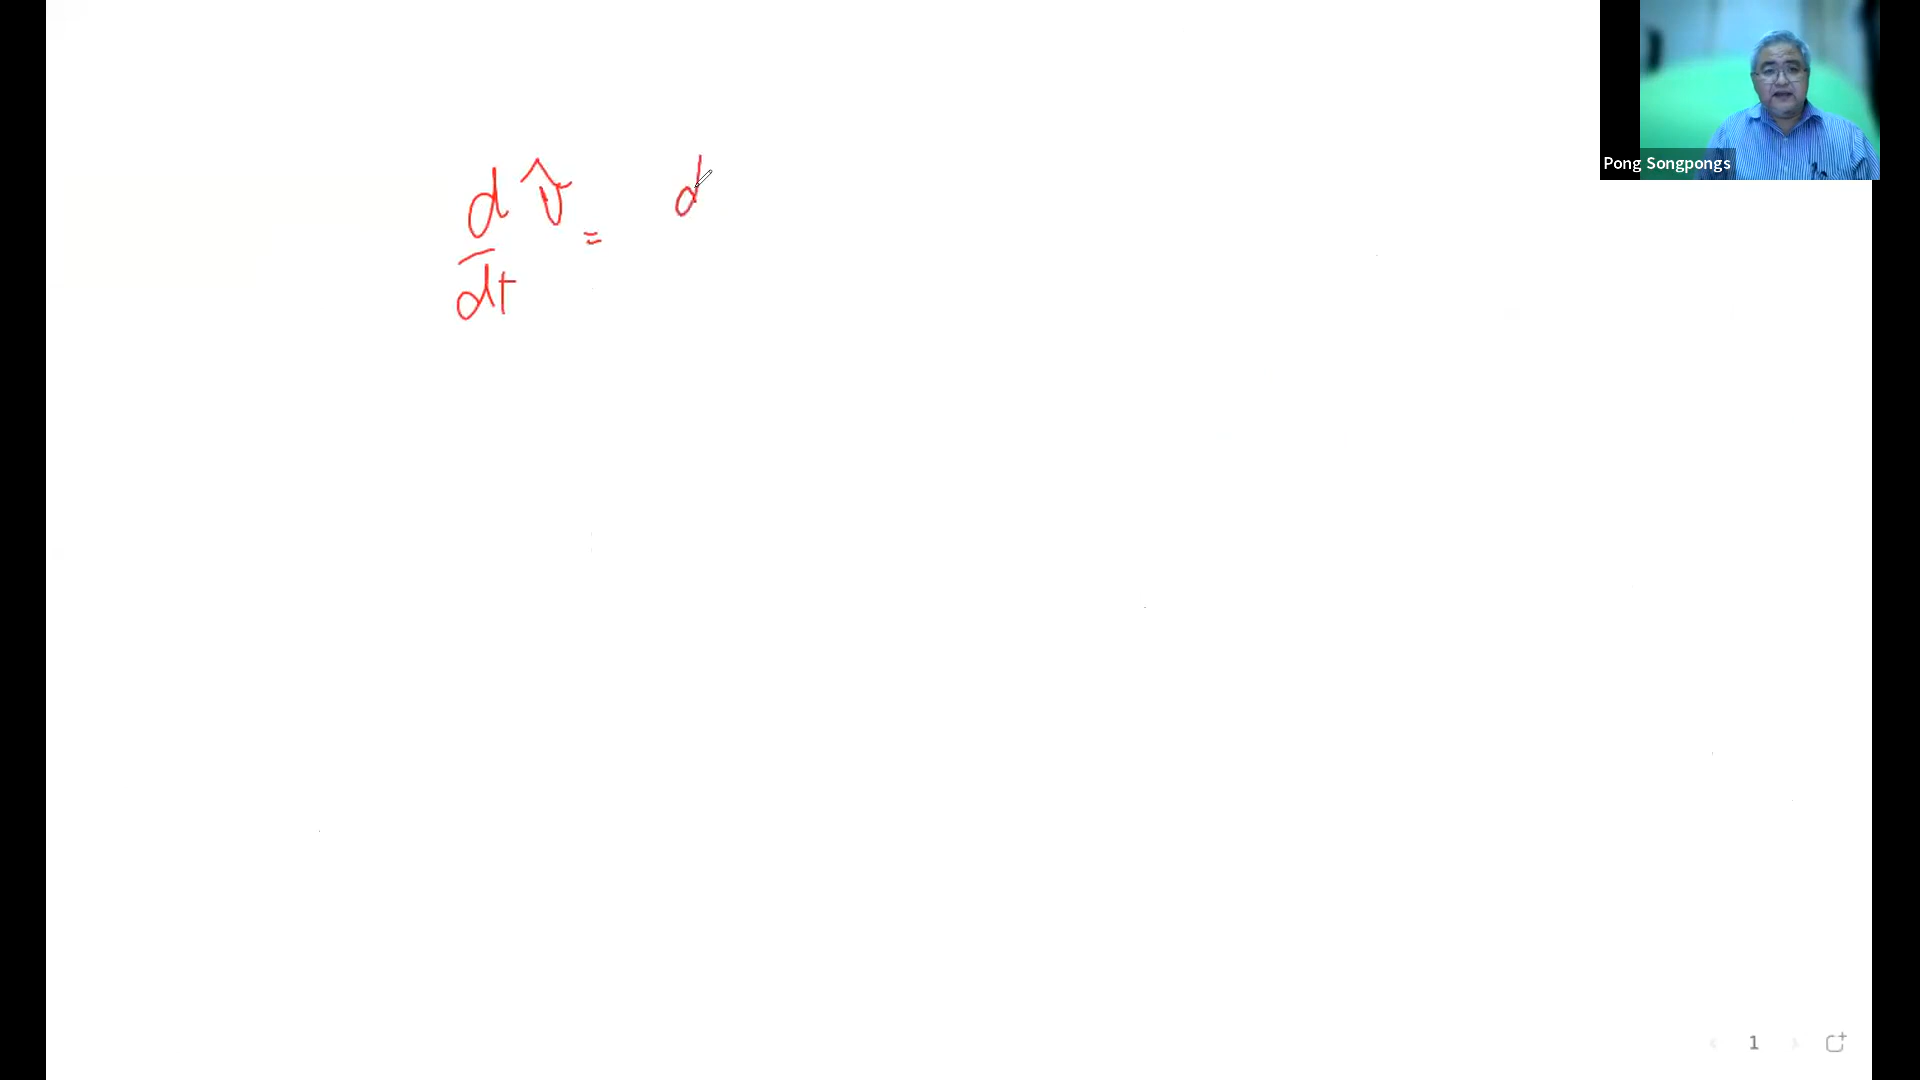 d v̂ = d
dt
Pong Songpongs
1